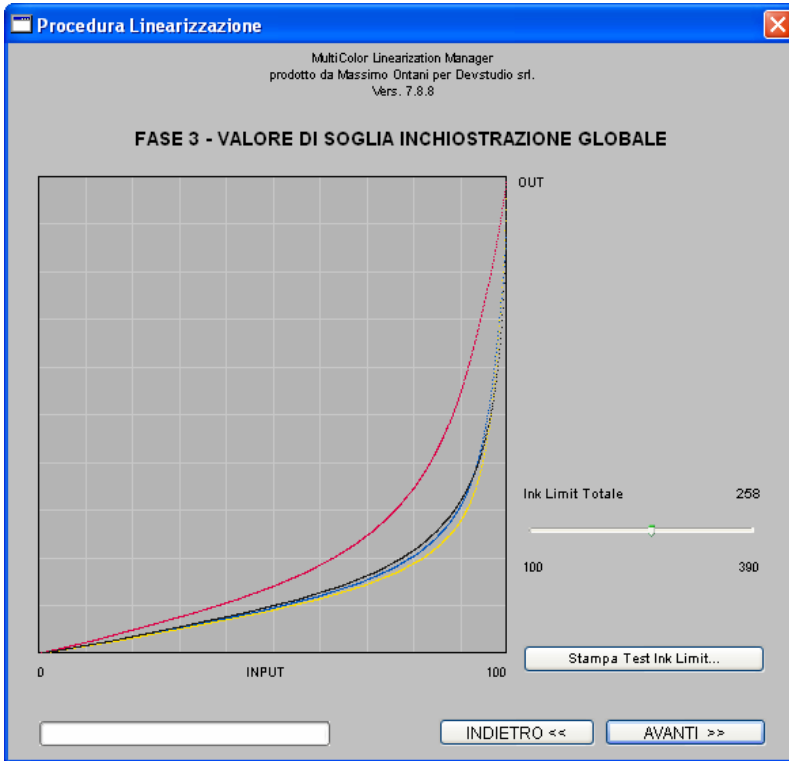 Procedura Linearizzazione
MultiColor Linearization Manager
prodotto da Massimo Ontani per Devstudio srl.
Vers. 7.8.8
FASE 3 - VALORE DI SOGLIA INCHIOSTRAZIONE GLOBALE
OUT
Ink Limit Totale 258
100 390
Stampa Test Ink Limit...
0 INPUT 100
INDIETRO << AVANTI >>